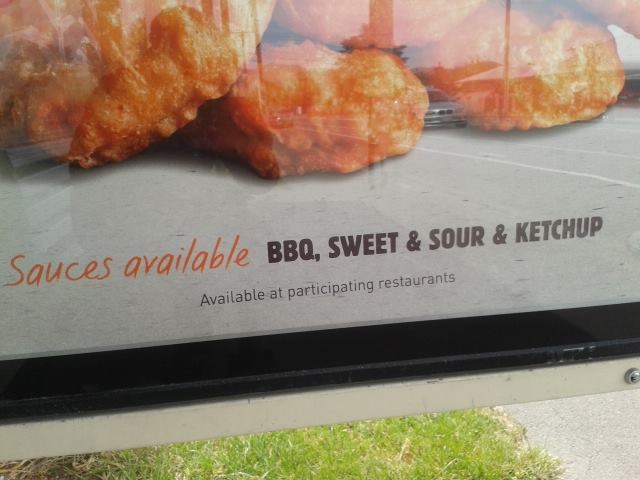 Sauces available BBQ, SWEET & SOUR & KETCHUP
Available at participating restaurants